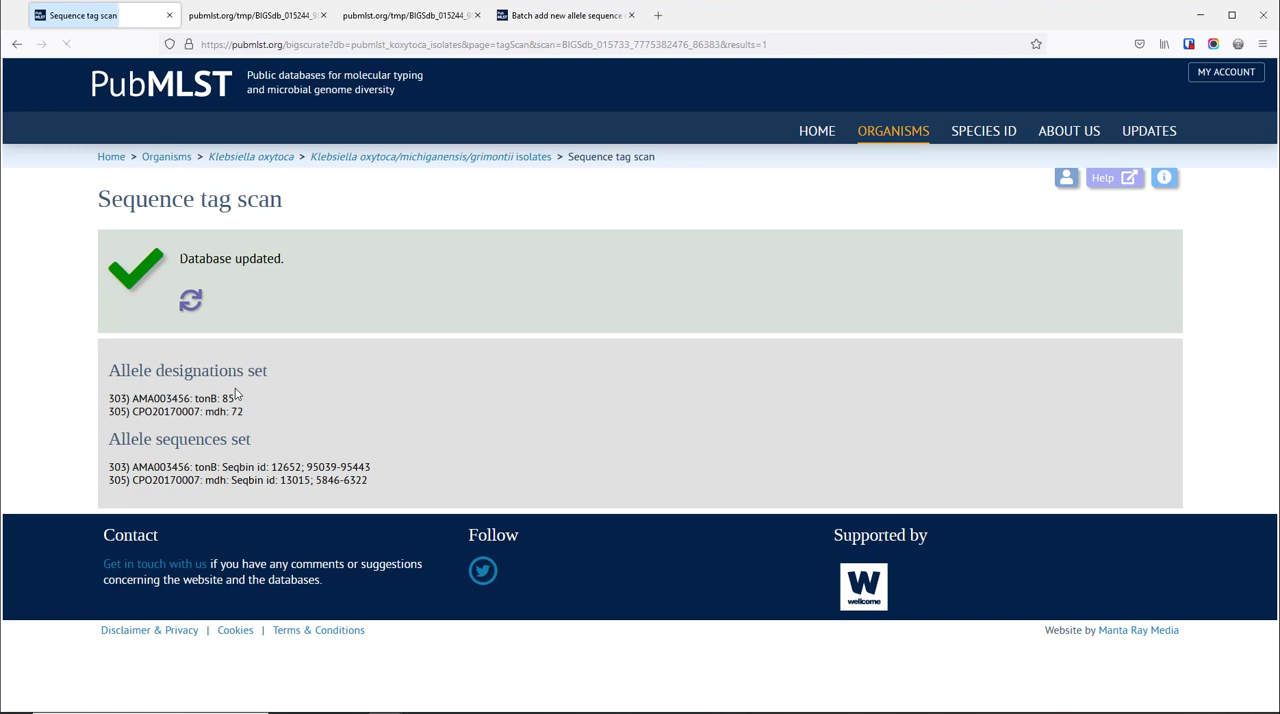 Sequence tag scan
pubmlst.org/tmp/BIGSdb_015244_9
pubmlst.org/tmp/BIGSdb_015244_9
Batch add new allele sequence
https://pubmlst.org/bigscurate?db=pubmlst_koxytoca_isolates&page=tagScan&scan=BIGSdb_015733_7775382476_86383&results=1
PubMLST
Public databases for molecular typing
and microbial genome diversity
MY ACCOUNT
HOME ORGANISMS SPECIES ID ABOUT US UPDATES
Home > Organisms > Klebsiella oxytoca > Klebsiella oxytoca/michiganensis/grimontii isolates > Sequence tag scan
Help
Sequence tag scan
Database updated.
Allele designations set
303) AMA003456: tonB: 85
305) CPO20170007: mdh: 72
Allele sequences set
303) AMA003456: tonB: Seqbin id: 12652; 95039-95443
305) CPO20170007: mdh: Seqbin id: 13015; 5846-6322
Contact
Get in touch with us if you have any comments or suggestions
concerning the website and the databases.
Follow
Supported by
W
wellcome
Disclaimer & Privacy | Cookies | Terms & Conditions
Website by Manta Ray Media